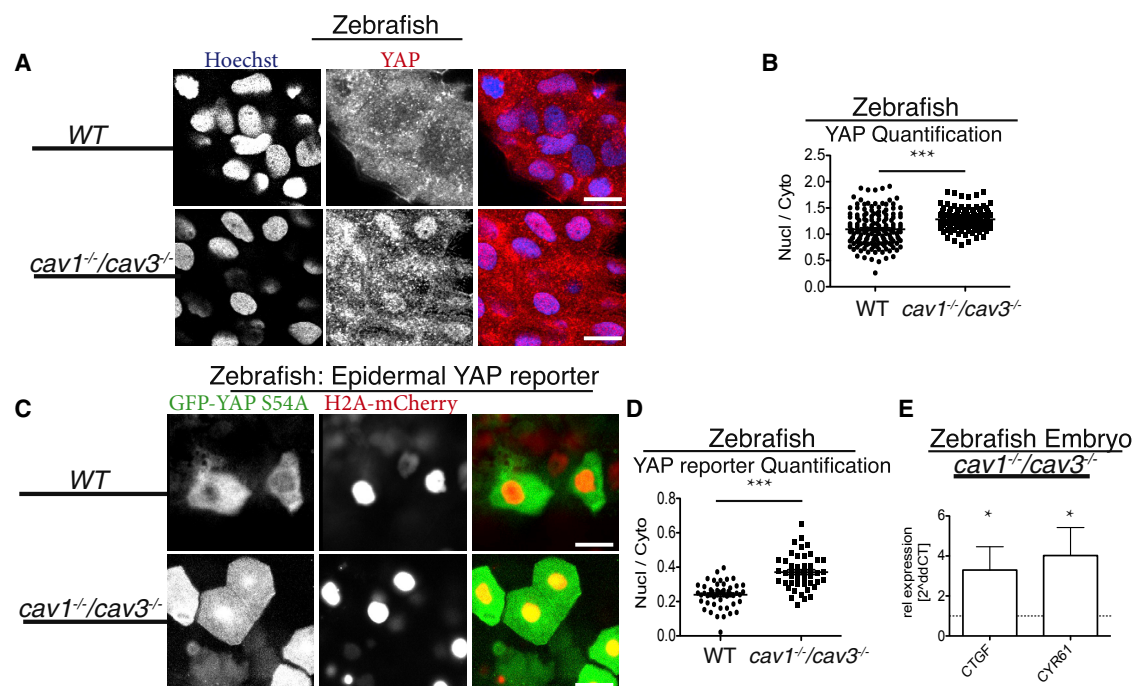 Zebrafish
A
Hoechst
YAP
WT
cav1-/-/cav3-/-
B
Zebrafish
YAP Quantification
***
Nucl / Cyto
2.5
2.0
1.5
1.0
0.5
0.0
WT
cav1-/-/cav3-/-
Zebrafish: Epidermal YAP reporter
C
GFP-YAP S54A
H2A-mCherry
WT
cav1-/-/cav3-/-
D
Zebrafish
YAP reporter Quantification
***
Nucl / Cyto
0.8
0.6
0.4
0.2
0.0
WT
cav1-/-/cav3-/-
E
Zebrafish Embryo
cav1-/-/cav3-/-
rel expression
[2^ddCT]
6
4
2
0
*
*
CTGF
CYR61